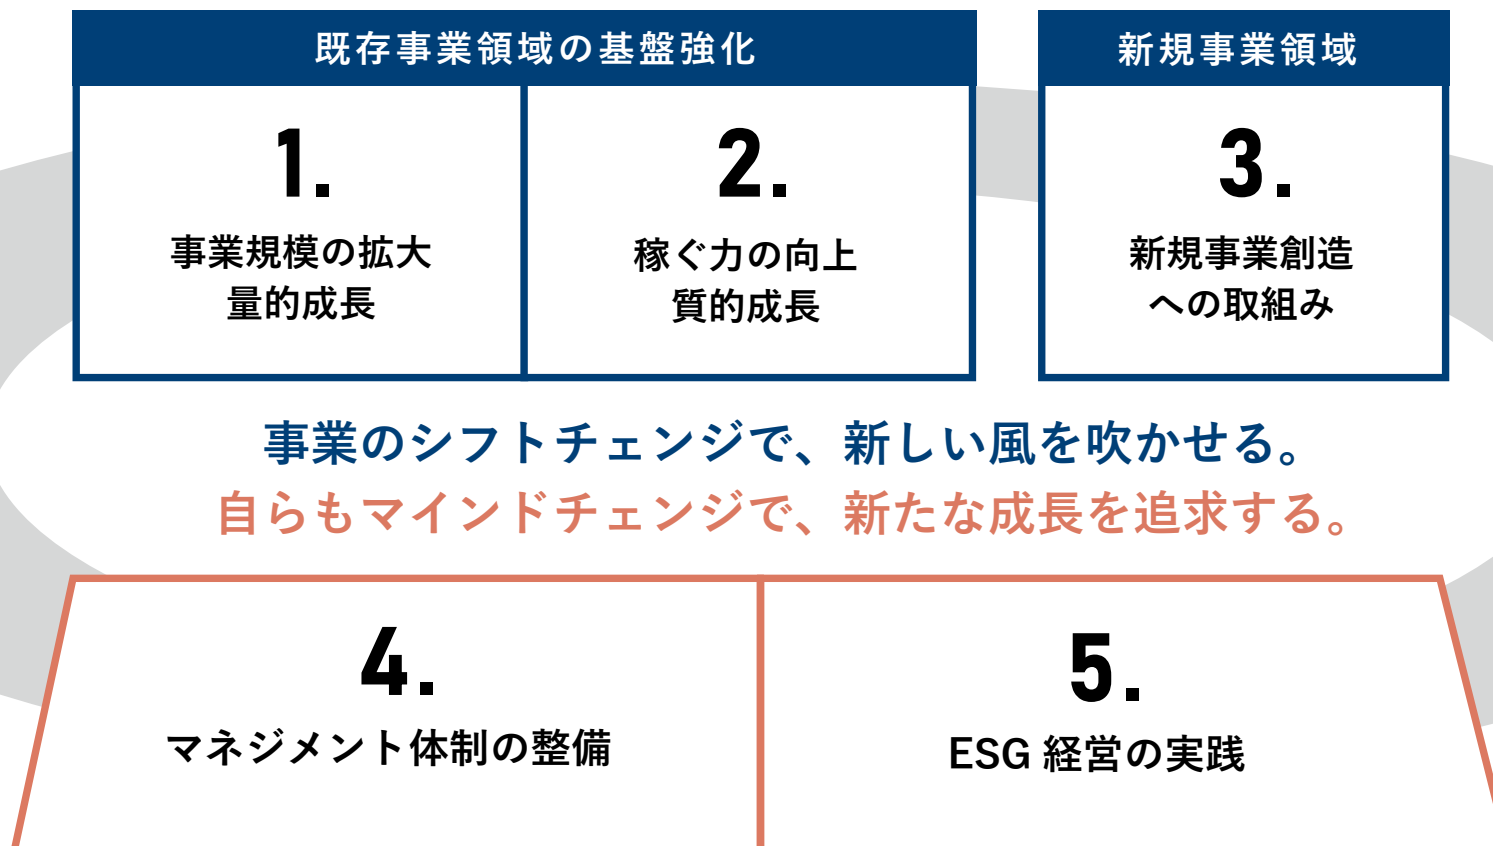 既存事業領域の基盤強化
新規事業領域
1.
事業規模の拡大
量的成長
2.
稼ぐ力の向上
質的成長
3.
新規事業創造
への取組み
事業のシフトチェンジで、新しい風を吹かせる。
自らもマインドチェンジで、新たな成長を追求する。
4.
マネジメント体制の整備
5.
ESG 経営の実践